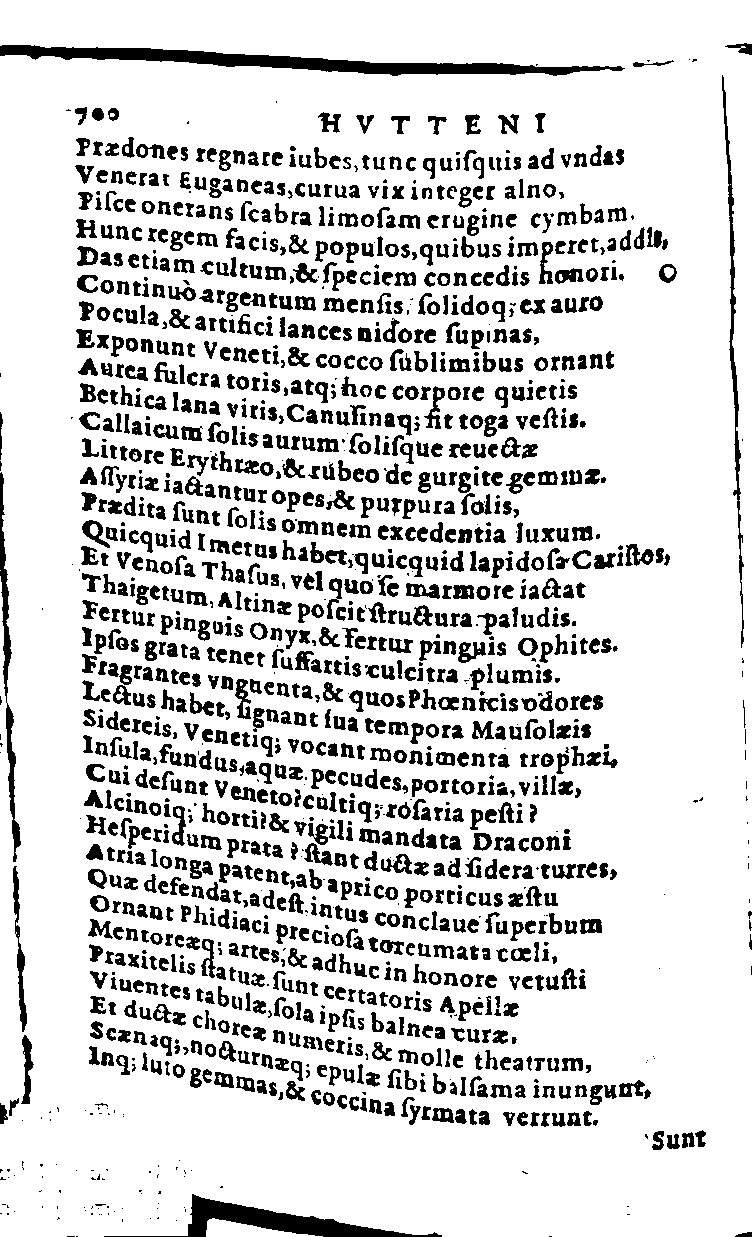 700
HVTTENI
Prædones regnare iubes, tunc quiſquis ad vndas
Venerat Euganeas, curua vix integer alno,
Piſce onerans ſcabra limoſam erugine cymbam.
Hunc regem facis, & populos, quibus imperet, addis,
Das etiam cultum, & ſpeciem concedis honori. O
Continuò argentum menſis, ſolidoq; ex auro
Pocula, & artifici lances nidore ſupinas,
Exponunt Veneti, & cocco ſublimibus ornant
Aurea fulcra toris, atq; hoc corpore quietis
Bethica lana viris, Canuſinaq; fit toga veſtis.
Callaicum ſolis aurum ſoliſque reuectæ
Littore Erythræo, & rubeo de gurgite gemmæ.
Aſſyriæ iactantur opes, & purpura ſolis,
Prædita ſunt ſolis omnem excedentia luxum.
Quicquid Imetus habet, quicquid lapidoſa Cariſtos,
Et Venoſa Thaſus, vel quo ſe marmore iactat
Thaigetum, Altinæ poſcit ſtructura paludis.
Fertur pinguis Onyx, & Fertur pinguis Ophites.
Ipſos grata tenet ſuffartis culcitra plumis.
Fragrantes vnguenta, & quos Phœnicis odores
Lectus habet, ſignant ſua tempora Mauſolæis
Sidereis, Venetiq; vocant monimenta trophæi,
Inſula, fundus, aquæ, pecudes, portoria, villæ,
Cui deſunt Veneto? cultiq; roſaria peſti?
Alcinoiq; horti? & vigili mandata Draconi
Heſperidum prata? ſtant ductæ ad ſidera turres,
Atria longa patent, ab aprico porticus æſtu
Quæ defendat, adeſt intus conclaue ſuperbum
Ornant Phidiaci precioſa toreumata cœli,
Mentoreæq; artes, & adhuc in honore vetuſti
Praxitelis ſtatuæ, ſunt certatoris Apellæ
Viuentes tabulæ, ſola ipſis balnea curæ,
Et ductæ choreæ numeris, & molle theatrum,
Scænaq;, nocturnæq; epulæ ſibi balſama inungunt,
Inq; luto gemmas, & coccina ſyrmata verrunt.
Sunt